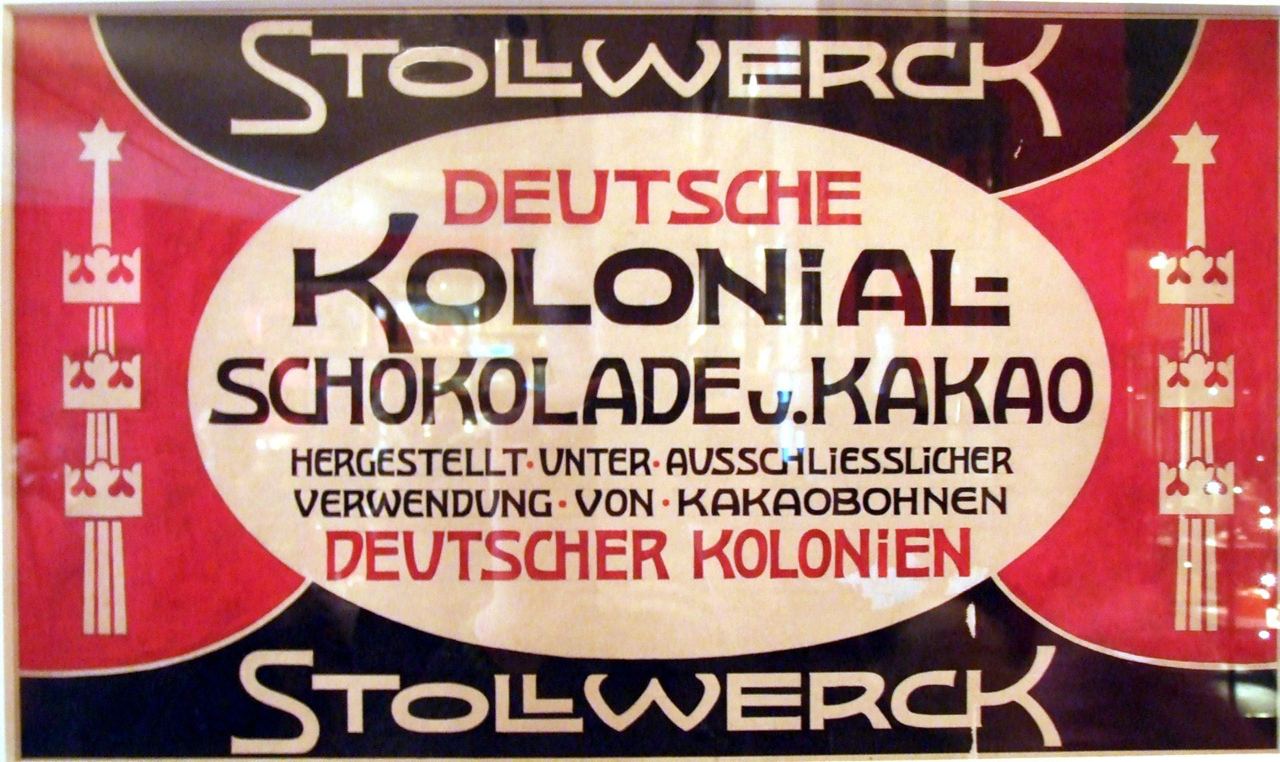 STOLLWERCK
DEUTSCHE
KOLONiAL-
SCHOKOLADE u. KAKAO
HERGESTELLT · UNTER · AUSSCHLiESSLiCHER
VERWENDUNG · VON · KAKAOBOHNEN
DEUTSCHER KOLONiEN
STOLLWERCK